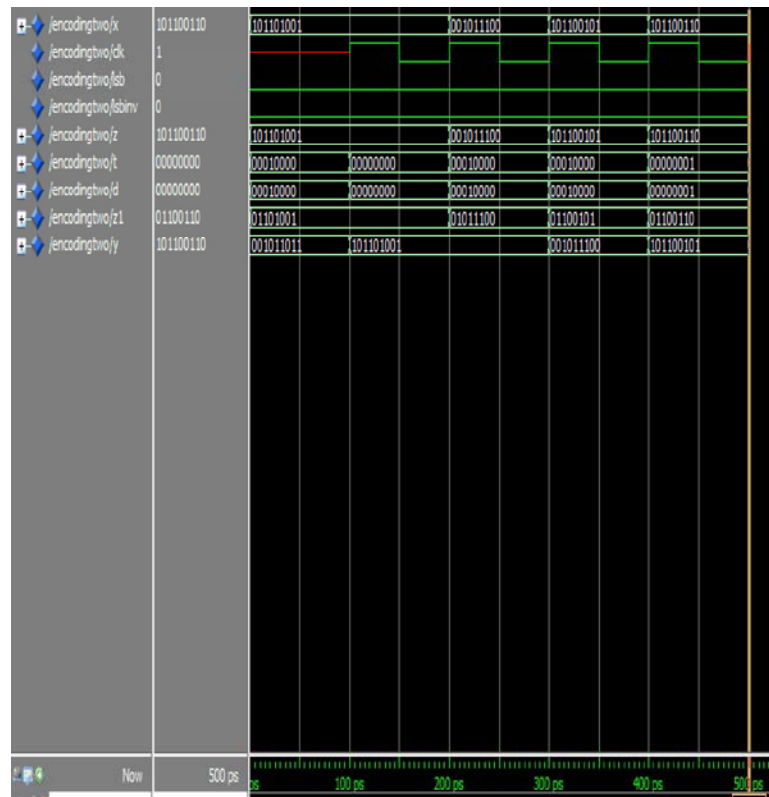 /encodingtwo/x 101100110 101101001 001011100 101100101 101100110
/encodingtwo/clk 1
/encodingtwo/lsb 0
/encodingtwo/lsbinv 0
/encodingtwo/z 101100110 101101001 001011100 101100101 101100110
/encodingtwo/t 00000000 00010000 00000000 00010000 00010000 00000001
/encodingtwo/d 00000000 00010000 00000000 00010000 00010000 00000001
/encodingtwo/z1 01100110 01101001 01011100 01100101 01100110
/encodingtwo/y 101100110 001011011 101101001 001011100 101100101
Now 500 ps ps 100 ps 200 ps 300 ps 400 ps 500 ps